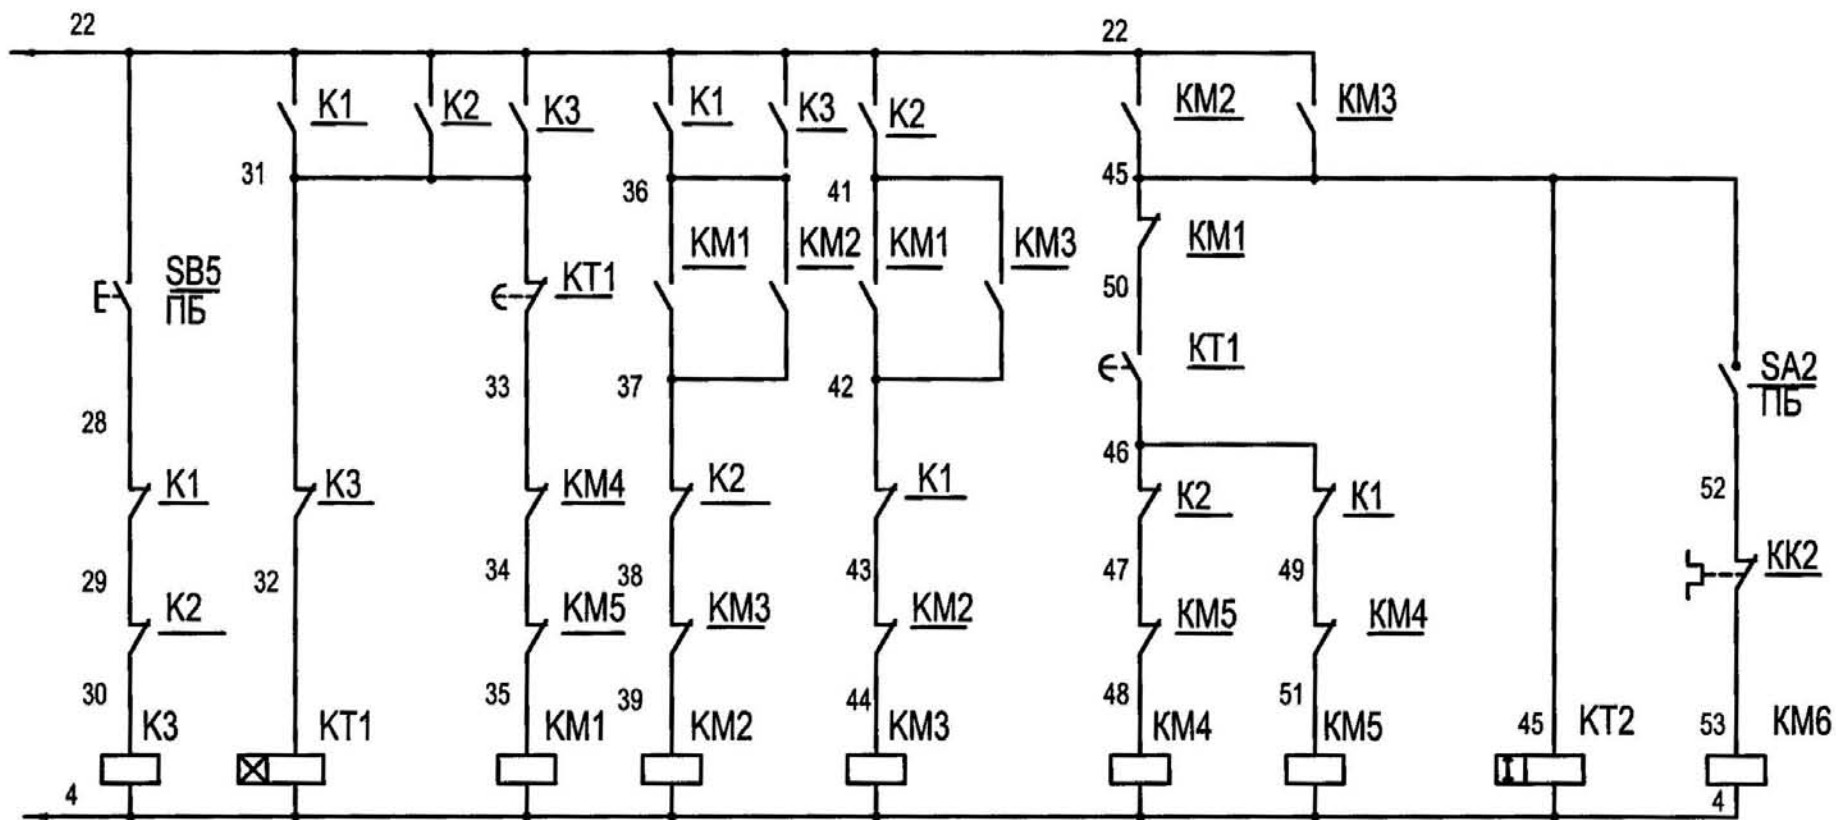 22 22
K1 K2 K3 K1 K3 K2 KM2 KM3
31 36 41 45
SB5
ПБ
KT1 KM1 KM2 KM1 KM3 KM1
50
KT1
SA2
ПБ
28 33 37 42 46
K1 K3 KM4 K2 K1 K2 K1 52
29 32 34 38 43 47 49 KK2
K2 KM5 KM3 KM2 KM5 KM4
30 35 39 44 48 51 45 53
K3 KT1 KM1 KM2 KM3 KM4 KM5 KT2 KM6
4 4